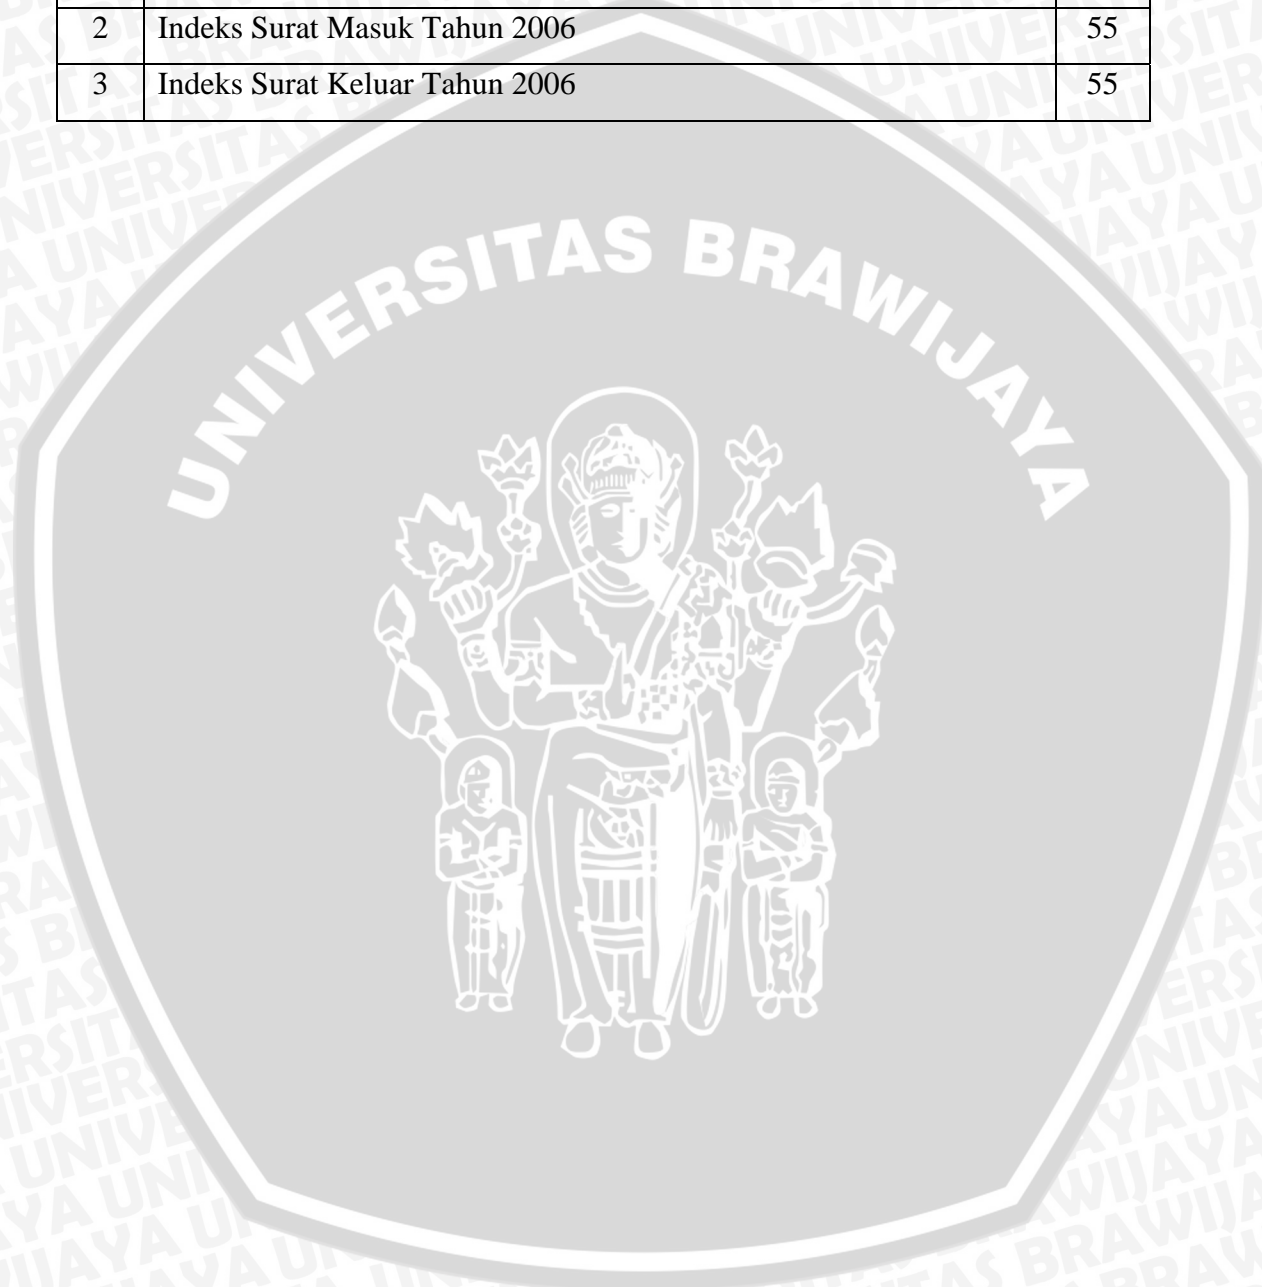 2 Indeks Surat Masuk Tahun 2006 55
3 Indeks Surat Keluar Tahun 2006 55
UNIVERSITAS BRAWIJAYA